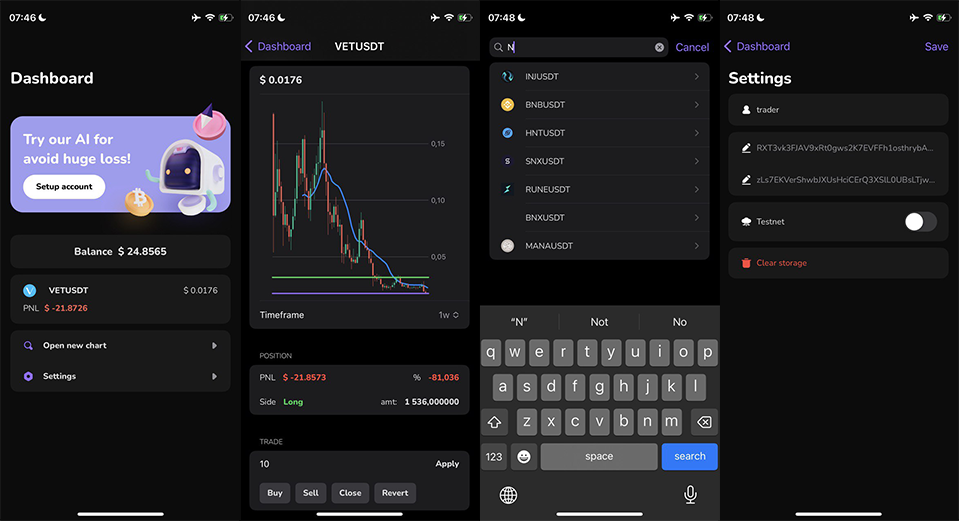 07:46
Dashboard
Try our AI for
avoid huge loss!
Setup account
Balance $ 24.8565
VETUSDT $ 0.0176
PNL $ -21.8726
Open new chart
Settings
07:46
Dashboard VETUSDT
$ 0.0176
0,15
0,10
0,05
Timeframe 1w
POSITION
PNL $ -21.8573 % -81,036
Side Long amt: 1 536,000000
TRADE
10 Apply
Buy Sell Close Revert
07:48
N Cancel
INJUSDT
BNBUSDT
HNTUSDT
SNXUSDT
RUNEUSDT
BNXUSDT
MANAUSDT
“N” Not No
q w e r t y u i o p
a s d f g h j k l
z x c v b n m
123 space search
07:48
Dashboard Save
Settings
trader
Testnet
Clear storage